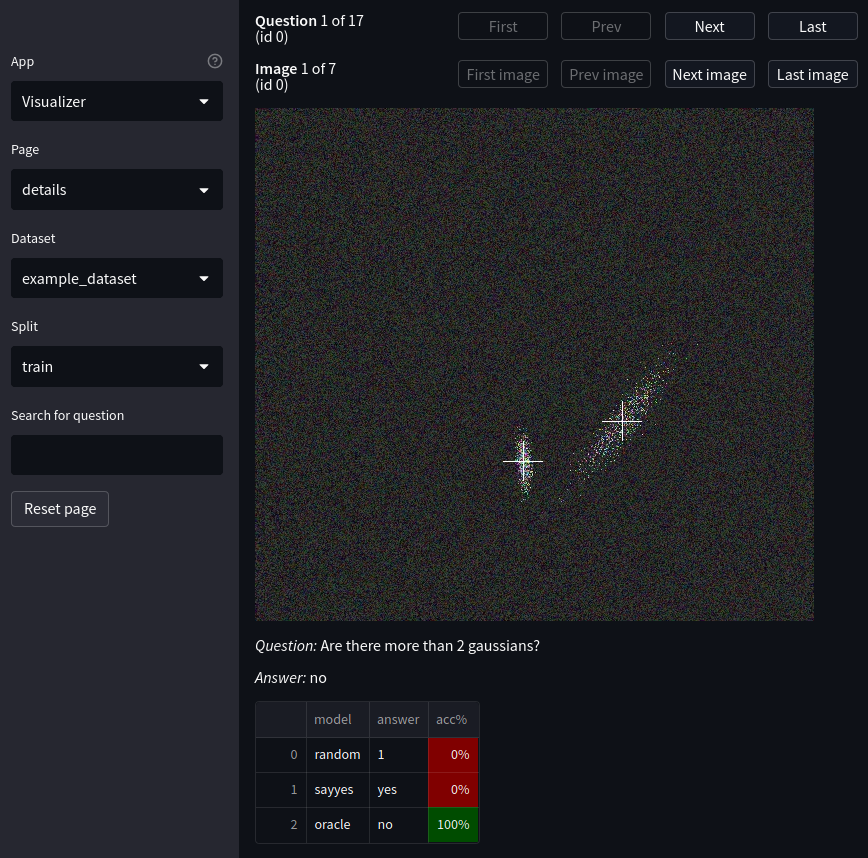 App
Visualizer
Page
details
Dataset
example_dataset
Split
train
Search for question
Reset page
Question 1 of 17
(id 0)
First
Prev
Next
Last
Image 1 of 7
(id 0)
First image
Prev image
Next image
Last image
Question: Are there more than 2 gaussians?
Answer: no
model answer acc%
0 random 1 0%
1 sayyes yes 0%
2 oracle no 100%